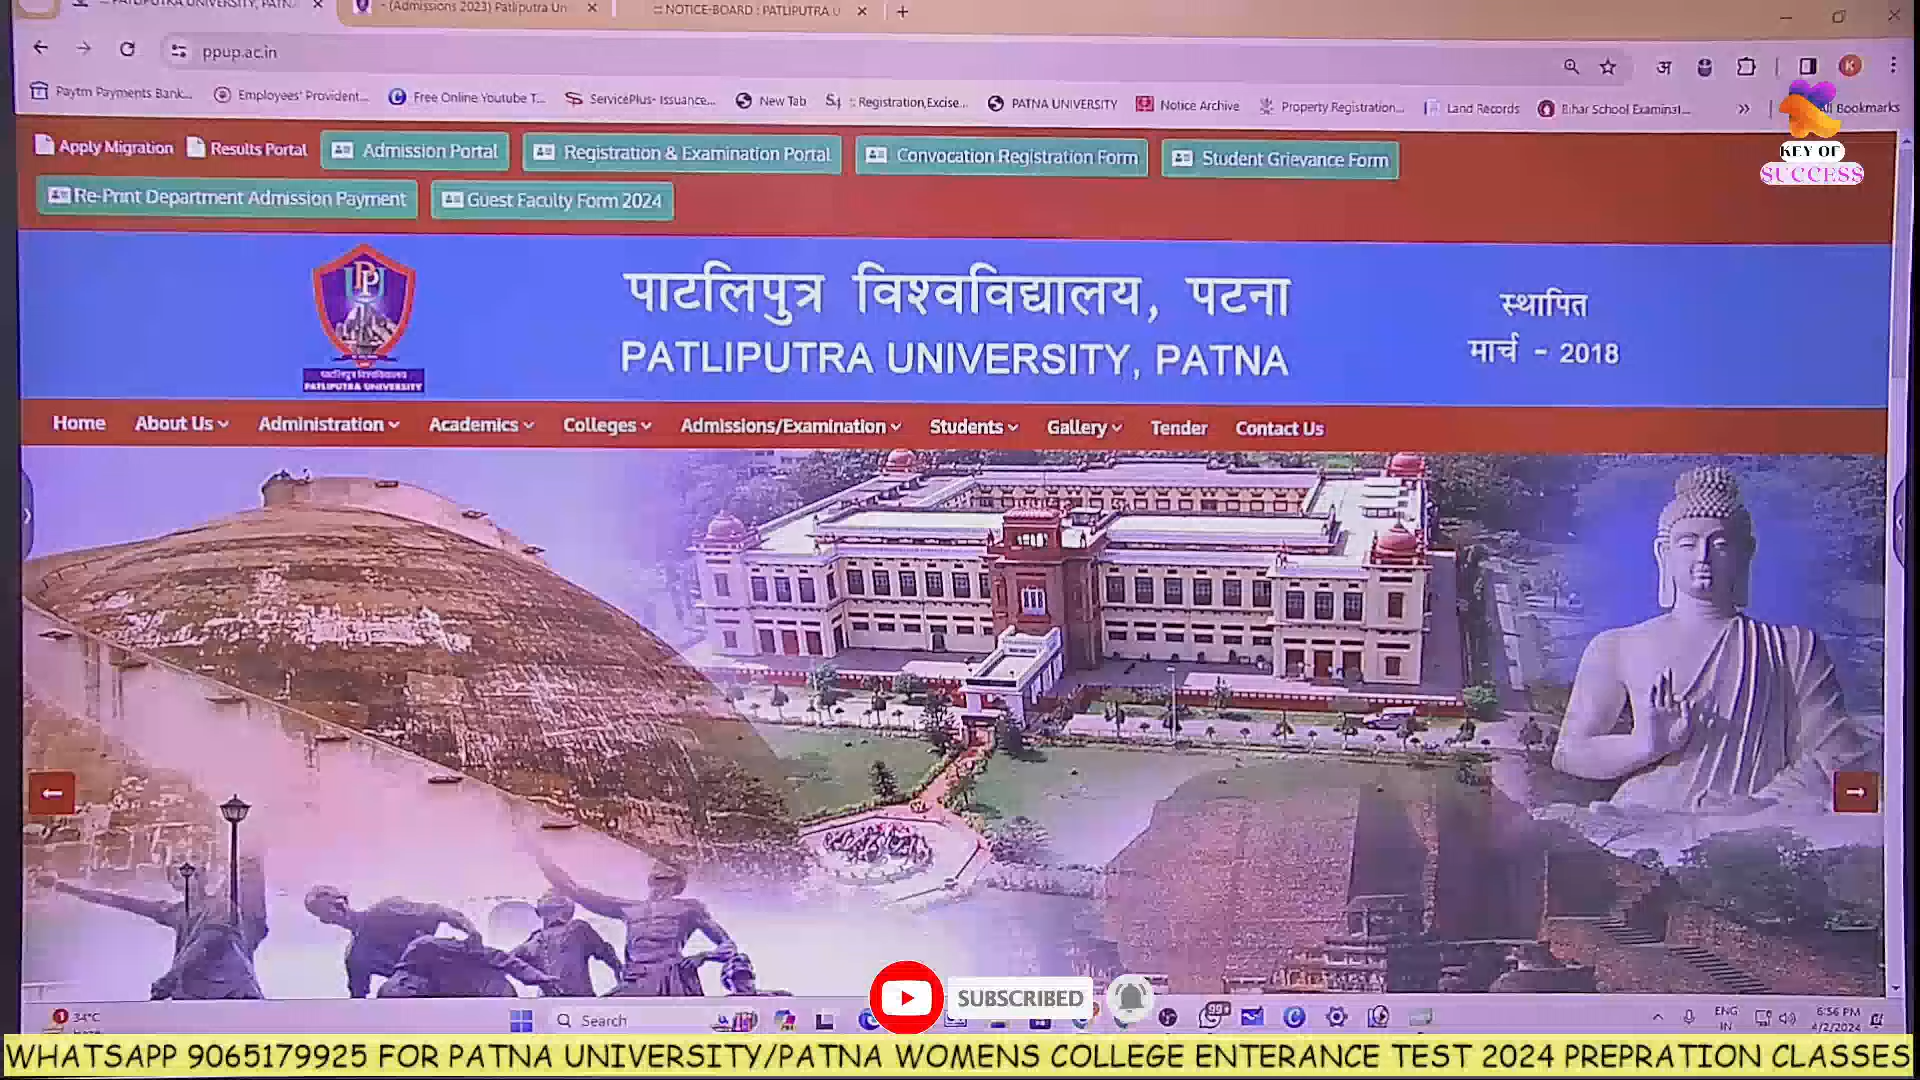 - (Admissions 2023) Patliputra Un
:: NOTICE-BOARD : PATLIPUTRA U
ppup.ac.in
Paytm Payments Bank...
Employees' Provident...
Free Online Youtube T...
ServicePlus- Issuance...
New Tab
:: Registration,Excise...
PATNA UNIVERSITY
Notice Archive
Property Registration...
Land Records
Bihar School Examinat...
All Bookmarks
KEY OF
SUCCESS
Apply Migration
Results Portal
Admission Portal
Registration & Examination Portal
Convocation Registration Form
Student Grievance Form
Re-Print Department Admission Payment
Guest Faculty Form 2024
पाटलिपुत्र विश्वविद्यालय, पटना
PATLIPUTRA UNIVERSITY, PATNA
स्थापित
मार्च - 2018
PATLIPUTRA UNIVERSITY
Home
About Us
Administration
Academics
Colleges
Admissions/Examination
Students
Gallery
Tender
Contact Us
SUBSCRIBED
34°C
Search
99+
ENG
IN
6:56 PM
4/2/2024
WHATSAPP 9065179925 FOR PATNA UNIVERSITY/PATNA WOMENS COLLEGE ENTERANCE TEST 2024 PREPRATION CLASSES